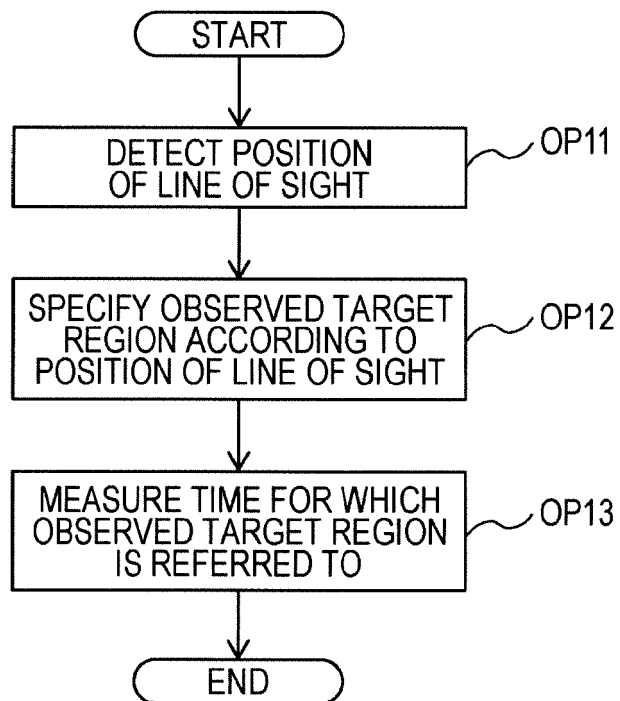 START
DETECT POSITION
OF LINE OF SIGHT
OP11
SPECIFY OBSERVED TARGET
REGION ACCORDING TO
POSITION OF LINE OF SIGHT
OP12
MEASURE TIME FOR WHICH
OBSERVED TARGET REGION
IS REFERRED TO
OP13
END